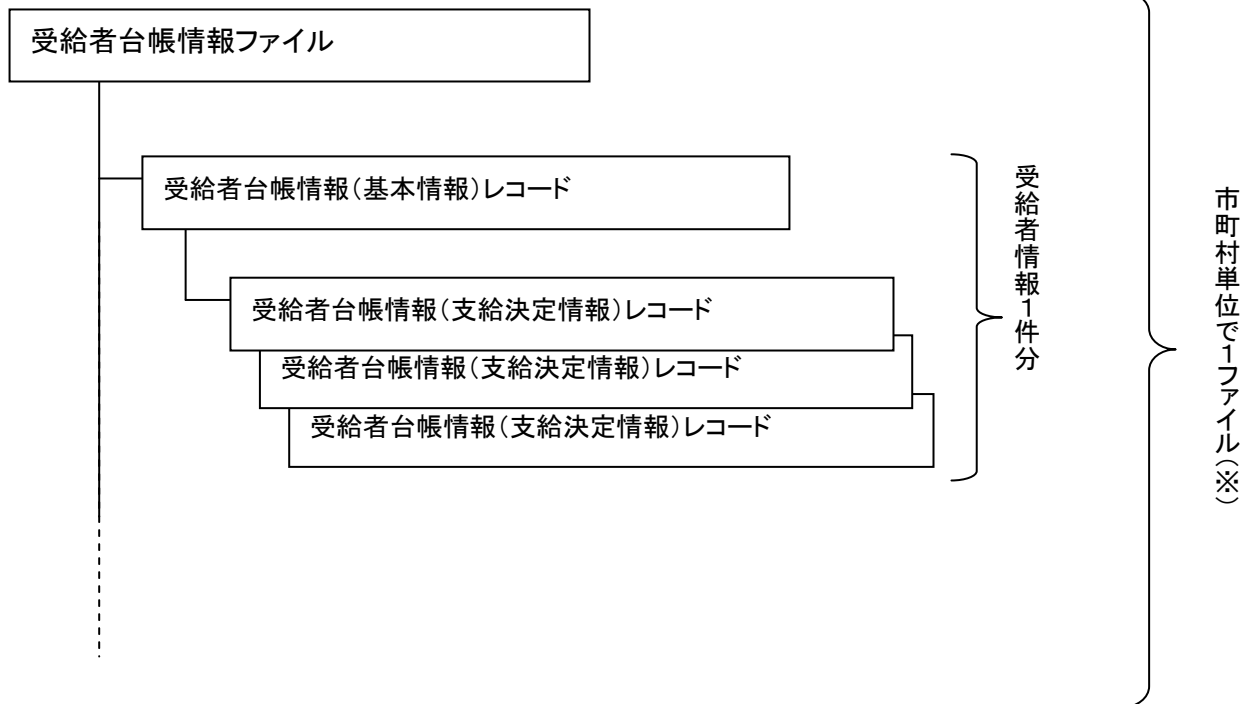 受給者台帳情報ファイル
受給者台帳情報(基本情報)レコード
受給者台帳情報(支給決定情報)レコード
受給者台帳情報(支給決定情報)レコード
受給者台帳情報(支給決定情報)レコード
受給者情報1件分
市町村単位で1ファイル(※)